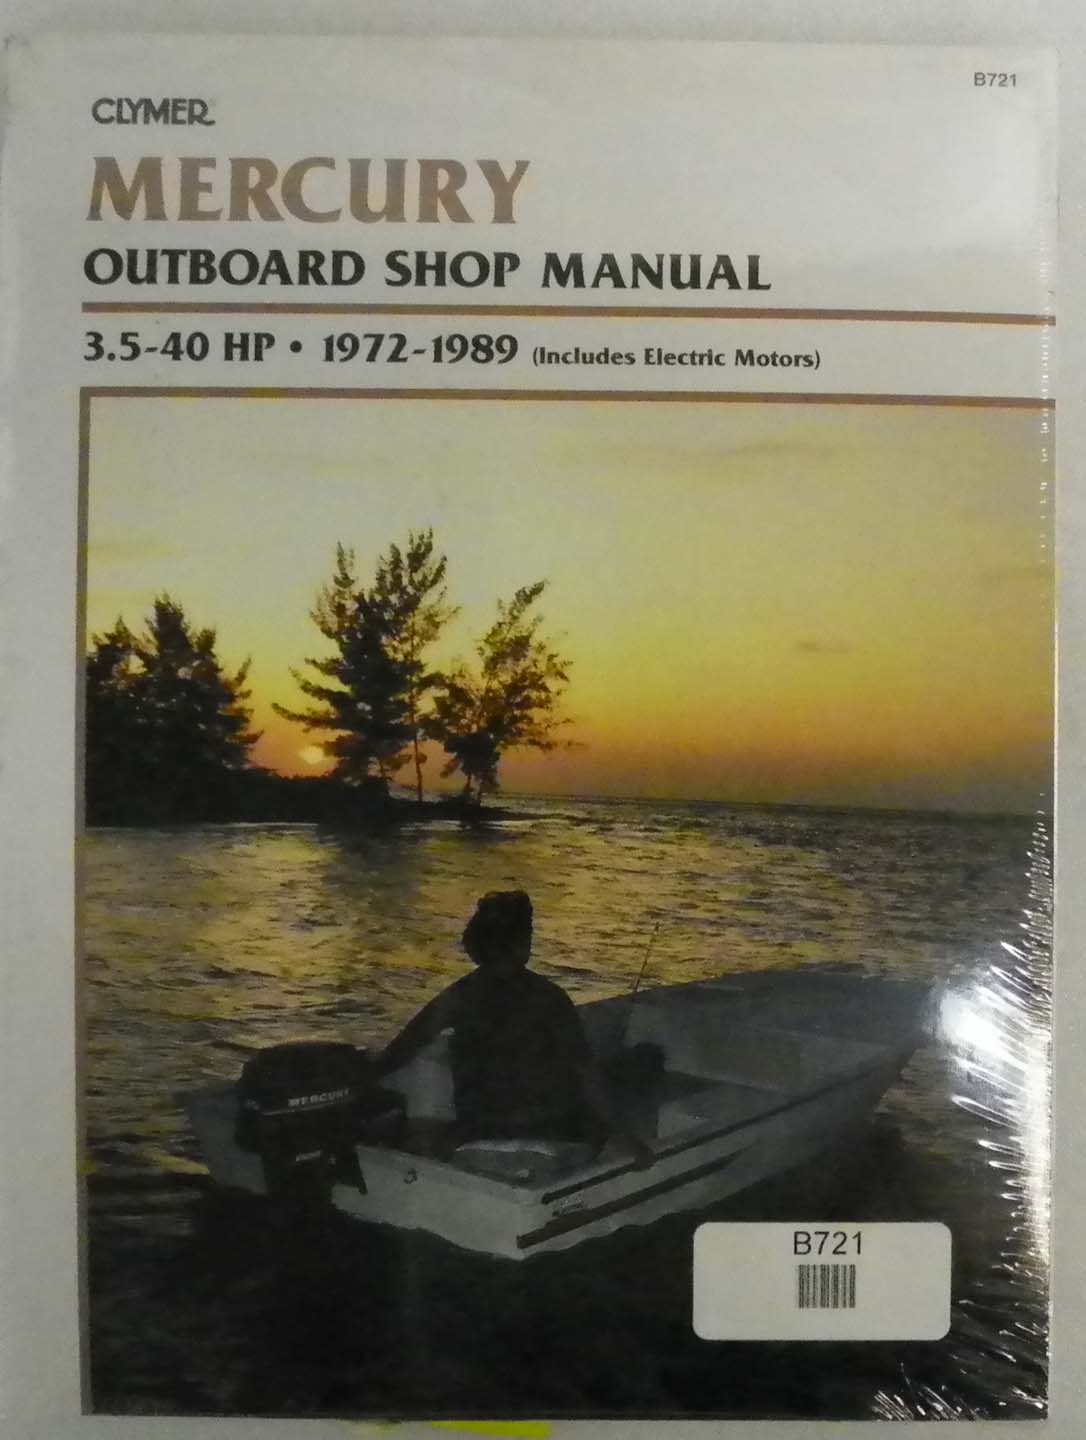 B721
CLYMER
MERCURY
OUTBOARD SHOP MANUAL
3.5-40 HP • 1972-1989 (Includes Electric Motors)
MERCURY
B721